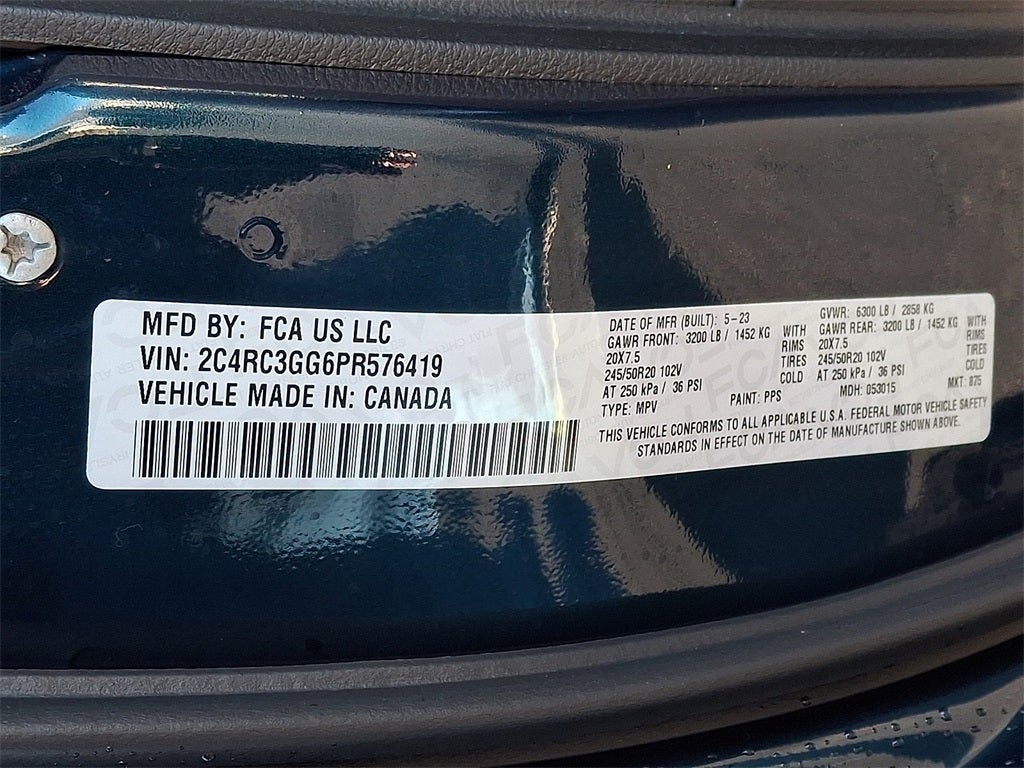 MFD BY: FCA US LLC
VIN: 2C4RC3GG6PR576419
VEHICLE MADE IN: CANADA
DATE OF MFR (BUILT): 5-23
GAWR FRONT: 3200 LB / 1452 KG WITH
20X7.5 RIMS
245/50R20 102V TIRES
AT 250 kPa / 36 PSI COLD
TYPE: MPV PAINT: PPS
GVWR: 6300 LB / 2858 KG
GAWR REAR: 3200 LB / 1452 KG WITH
20X7.5 RIMS
245/50R20 102V TIRES
AT 250 kPa / 36 PSI COLD
MDH: 053015 MKT: 875
THIS VEHICLE CONFORMS TO ALL APPLICABLE U.S.A. FEDERAL MOTOR VEHICLE SAFETY
STANDARDS IN EFFECT ON THE DATE OF MANUFACTURE SHOWN ABOVE.